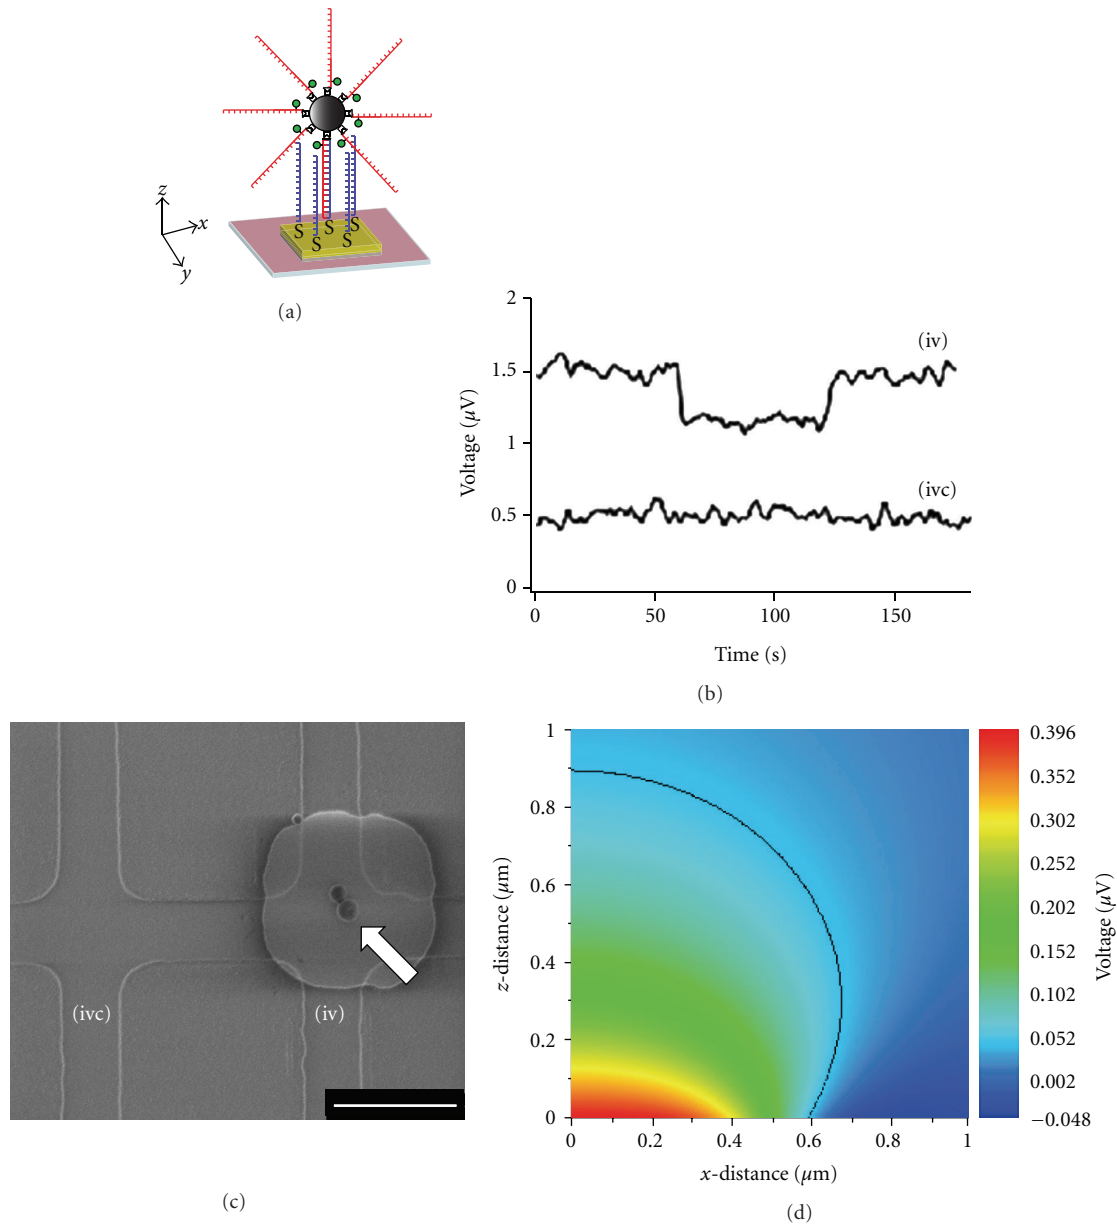 z
x
y
S
S
S
S
S
(a)
2
1.5
1
0.5
0
Voltage (μV)
(iv)
(ivc)
0
50
100
150
Time (s)
(b)
(ivc)
(iv)
(c)
1
0.8
0.6
0.4
0.2
0
z-distance (μm)
0
0.2
0.4
0.6
0.8
1
x-distance (μm)
0.396
0.352
0.302
0.252
0.202
0.152
0.102
0.052
0.002
−0.048
Voltage (μV)
(d)